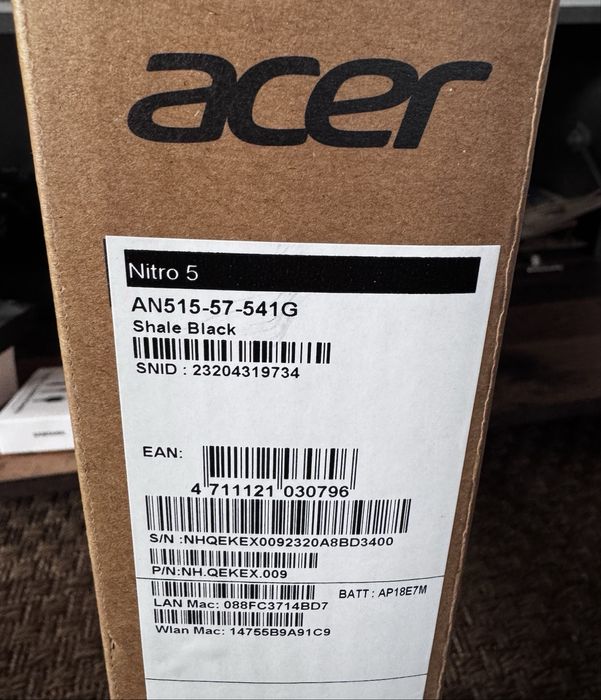 acer
Nitro 5
AN515-57-541G
Shale Black
SNID : 23204319734
EAN:
4 711121 030796
S/N :NHQEKEX0092320A8BD3400
P/N:NH.QEKEX.009
BATT : AP18E7M
LAN Mac: 088FC3714BD7
Wlan Mac: 14755B9A91C9